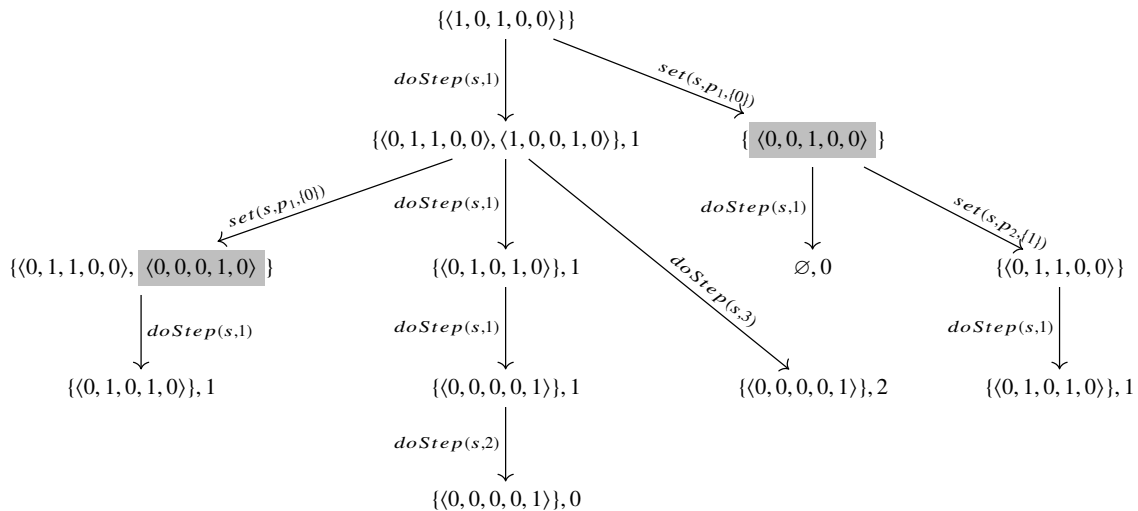 {⟨1, 0, 1, 0, 0⟩}}
doStep(s,1)
set(s,p₁,{0})
{⟨0, 1, 1, 0, 0⟩, ⟨1, 0, 0, 1, 0⟩}, 1
{ ⟨0, 0, 1, 0, 0⟩ }
set(s,p₁,{0})
doStep(s,1)
doStep(s,1)
set(s,p₂,{1})
{⟨0, 1, 1, 0, 0⟩, ⟨0, 0, 0, 1, 0⟩ }
{⟨0, 1, 0, 1, 0⟩}, 1
doStep(s,3)
∅, 0
{⟨0, 1, 1, 0, 0⟩}
doStep(s,1)
doStep(s,1)
doStep(s,1)
{⟨0, 1, 0, 1, 0⟩}, 1
{⟨0, 0, 0, 0, 1⟩}, 1
{⟨0, 0, 0, 0, 1⟩}, 2
{⟨0, 1, 0, 1, 0⟩}, 1
doStep(s,2)
{⟨0, 0, 0, 0, 1⟩}, 0